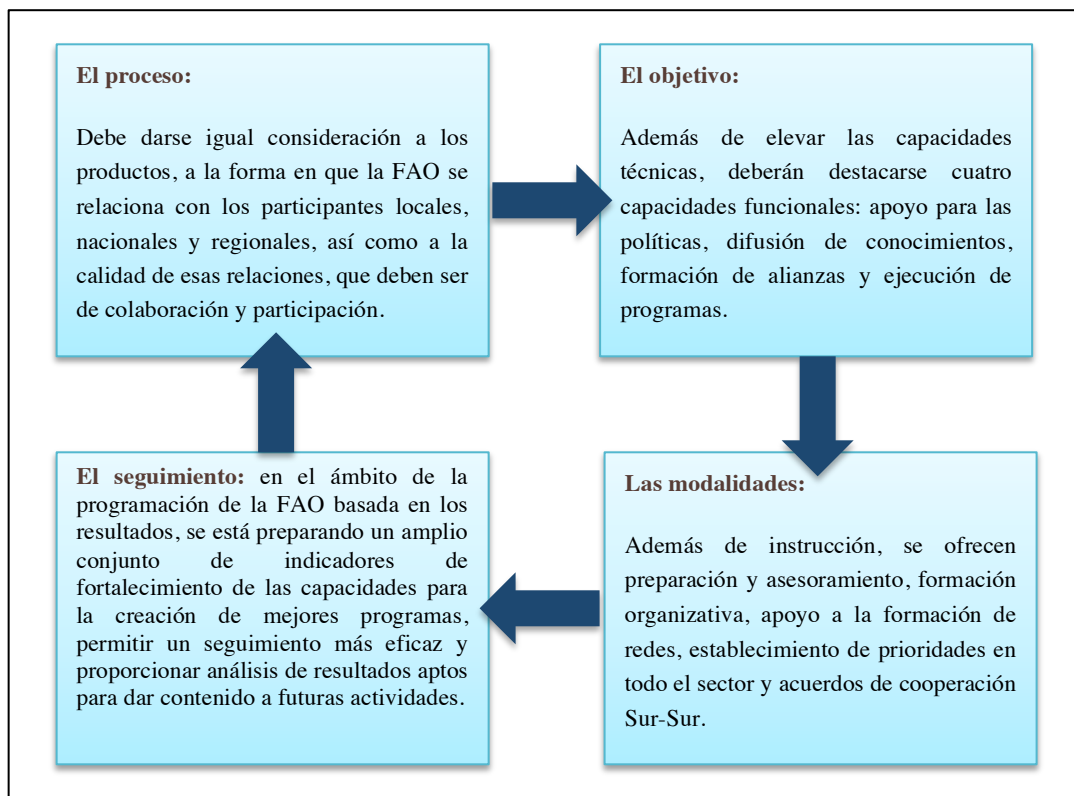 El proceso:
Debe darse igual consideración a los
productos, a la forma en que la FAO se
relaciona con los participantes locales,
nacionales y regionales, así como a la
calidad de esas relaciones, que deben ser
de colaboración y participación.
El objetivo:
Además de elevar las capacidades
técnicas, deberán destacarse cuatro
capacidades funcionales: apoyo para las
políticas, difusión de conocimientos,
formación de alianzas y ejecución de
programas.
Las modalidades:
Además de instrucción, se ofrecen
preparación y asesoramiento, formación
organizativa, apoyo a la formación de
redes, establecimiento de prioridades en
todo el sector y acuerdos de cooperación
Sur-Sur.
El seguimiento: en el ámbito de la
programación de la FAO basada en los
resultados, se está preparando un amplio
conjunto de indicadores de
fortalecimiento de las capacidades para
la creación de mejores programas,
permitir un seguimiento más eficaz y
proporcionar análisis de resultados aptos
para dar contenido a futuras actividades.